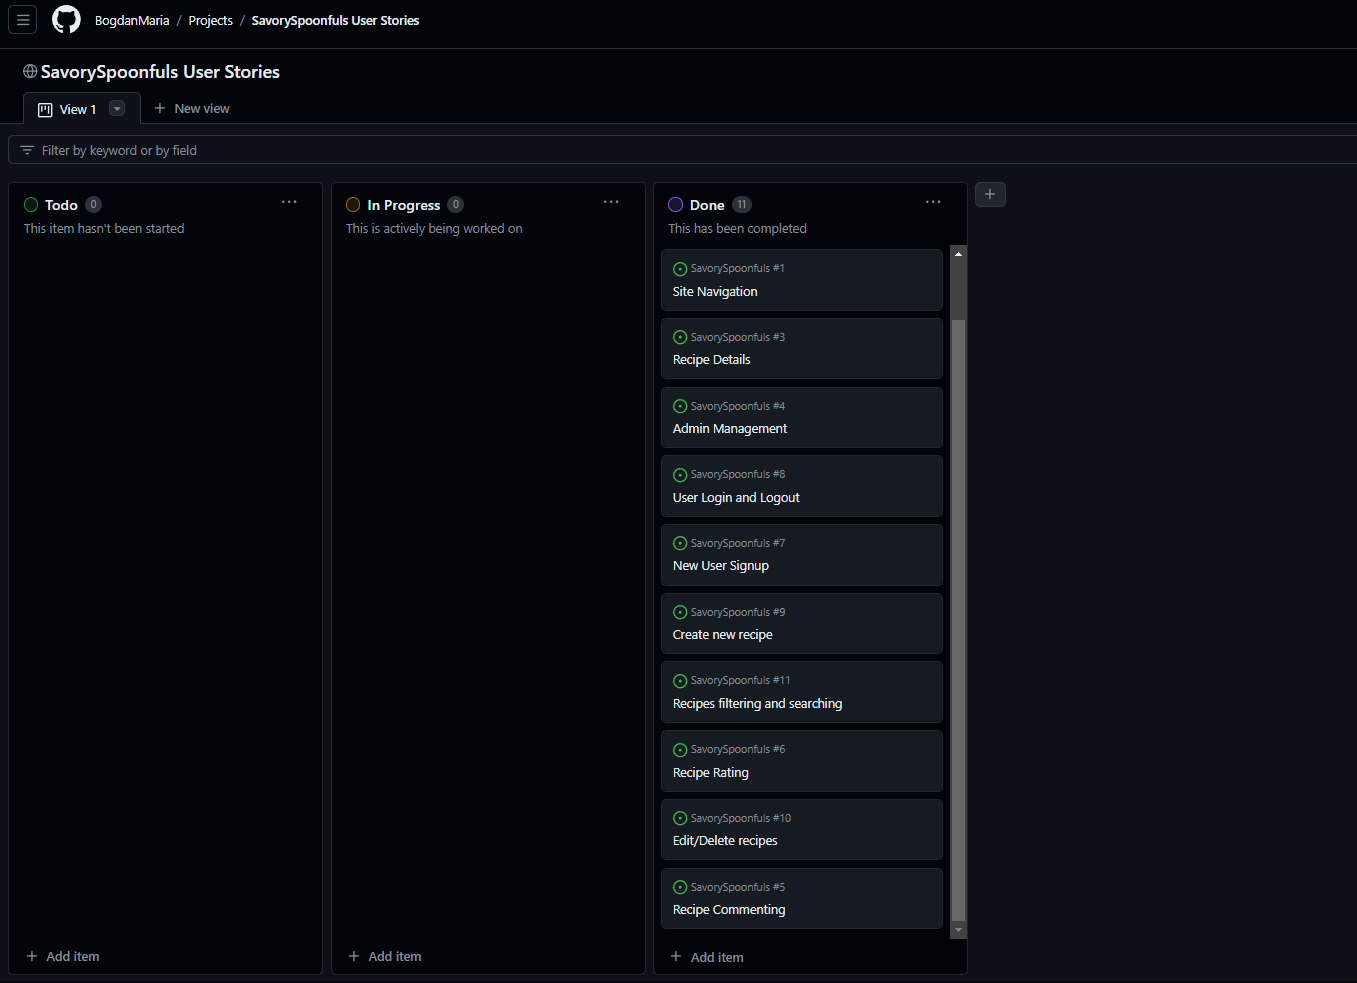 BogdanMaria / Projects / SavorySpoonfuls User Stories
SavorySpoonfuls User Stories
View 1
New view
Filter by keyword or by field
Todo 0
This item hasn't been started
Add item
In Progress 0
This is actively being worked on
Add item
Done 11
This has been completed
SavorySpoonfuls #1
Site Navigation
SavorySpoonfuls #3
Recipe Details
SavorySpoonfuls #4
Admin Management
SavorySpoonfuls #8
User Login and Logout
SavorySpoonfuls #7
New User Signup
SavorySpoonfuls #9
Create new recipe
SavorySpoonfuls #11
Recipes filtering and searching
SavorySpoonfuls #6
Recipe Rating
SavorySpoonfuls #10
Edit/Delete recipes
SavorySpoonfuls #5
Recipe Commenting
Add item